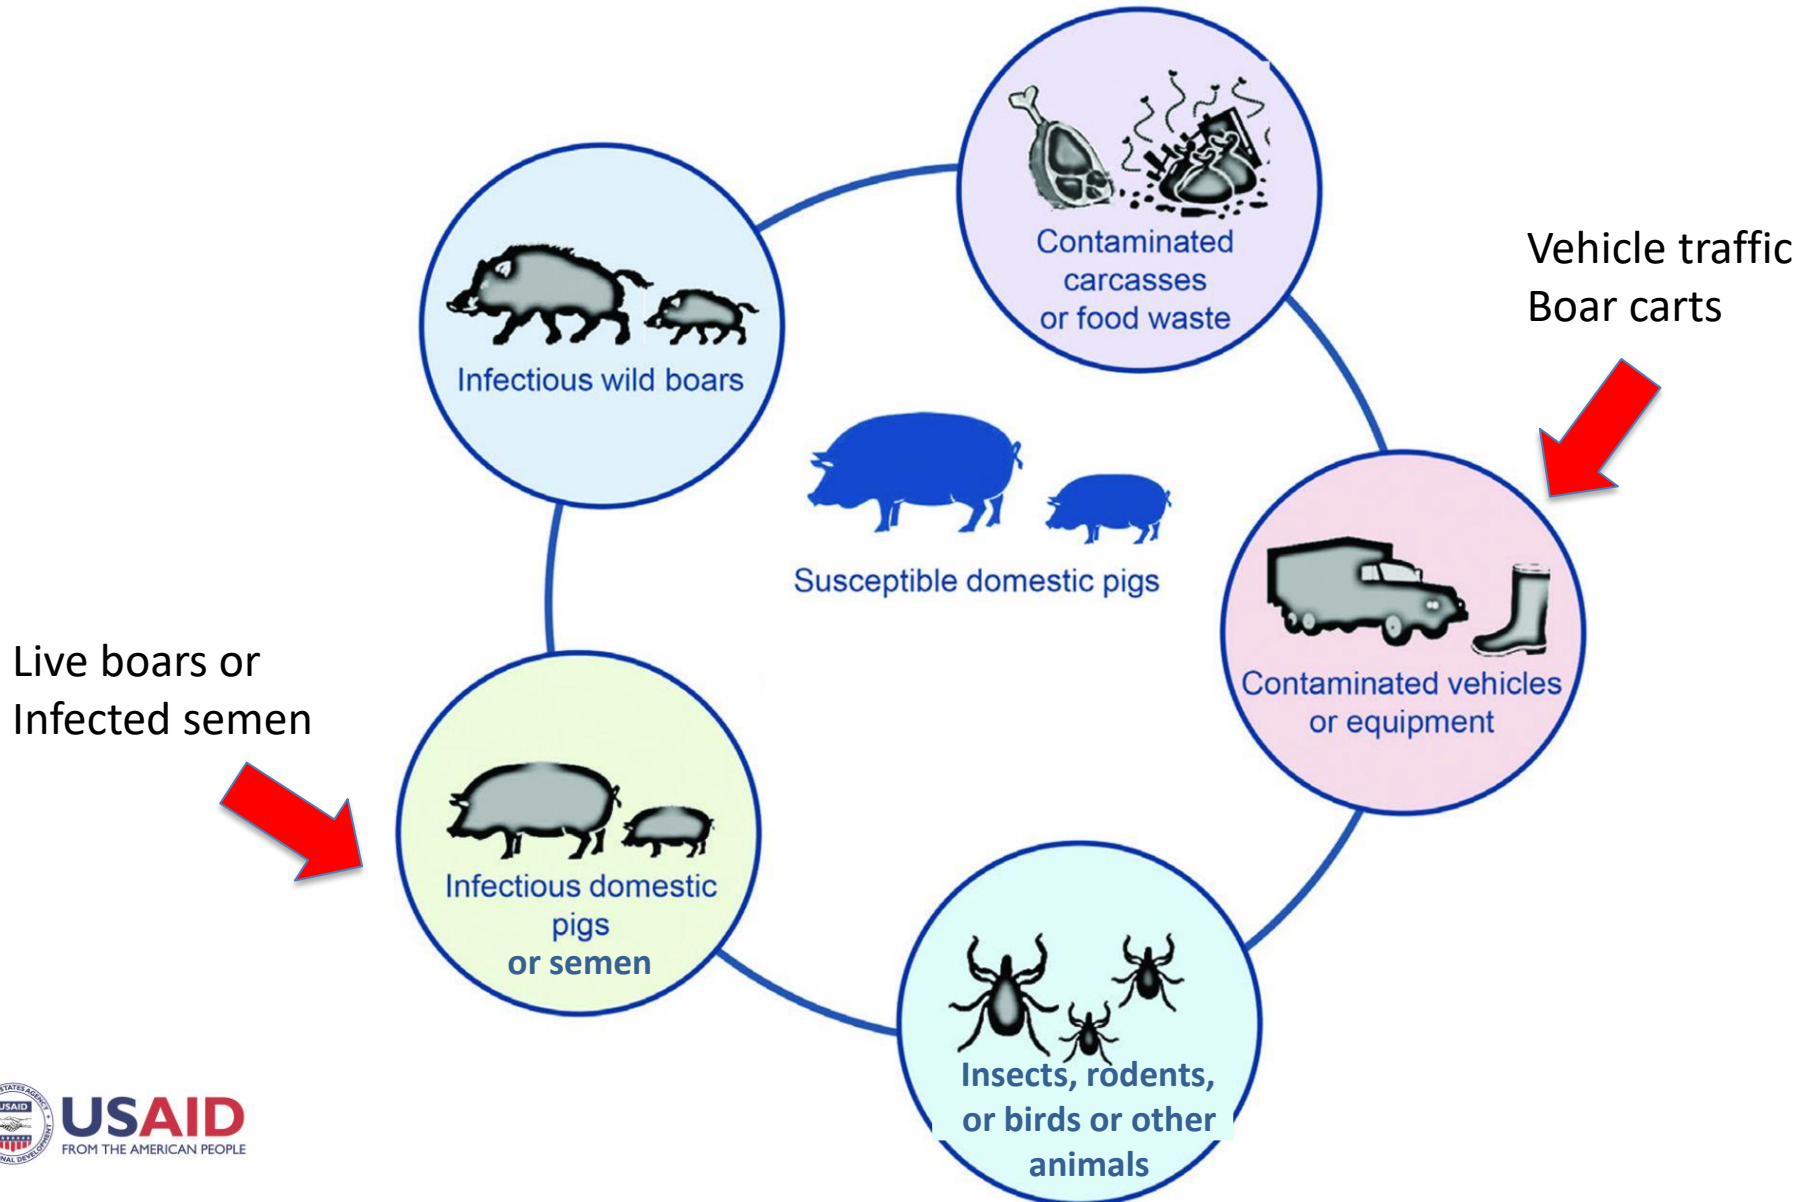 Contaminated
carcasses
or food waste
Vehicle traffic
Boar carts
Infectious wild boars
Susceptible domestic pigs
Live boars or
Infected semen
Contaminated vehicles
or equipment
Infectious domestic
pigs
or semen
Insects, rodents,
or birds or other
animals
USAID
USAID
FROM THE AMERICAN PEOPLE